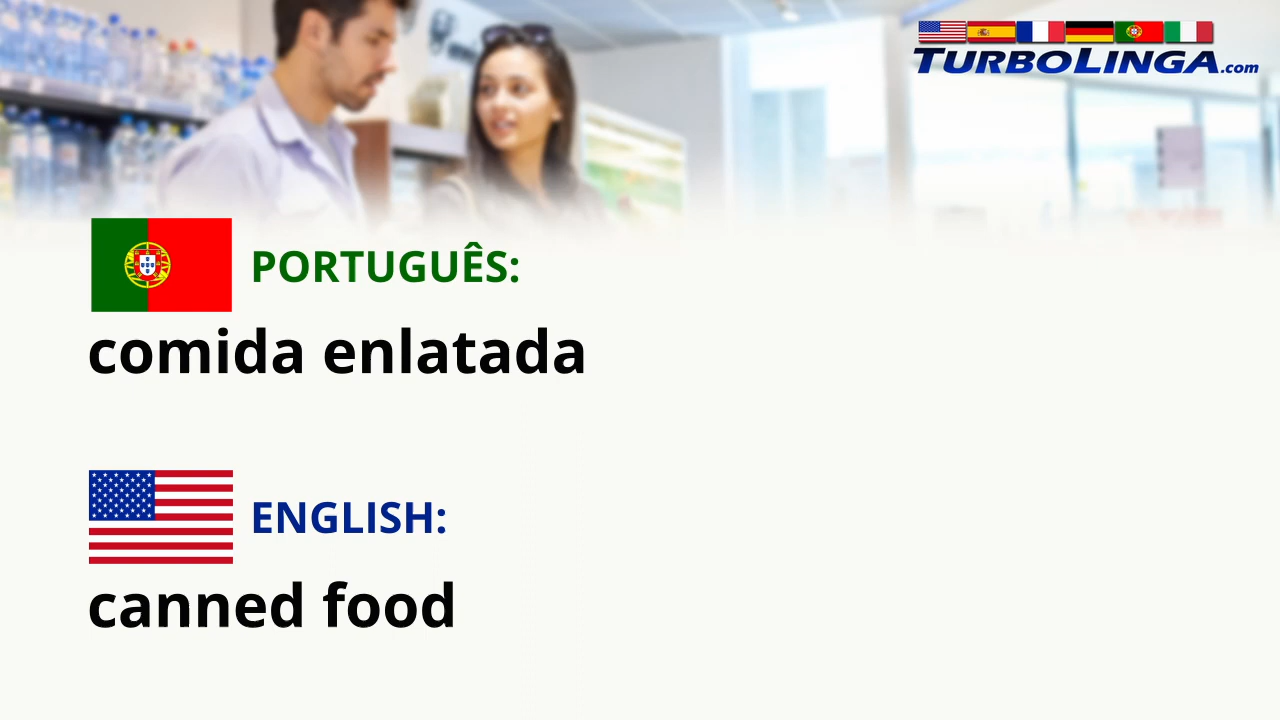 TURBOLINGA.com
PORTUGUÊS:
comida enlatada
ENGLISH:
canned food